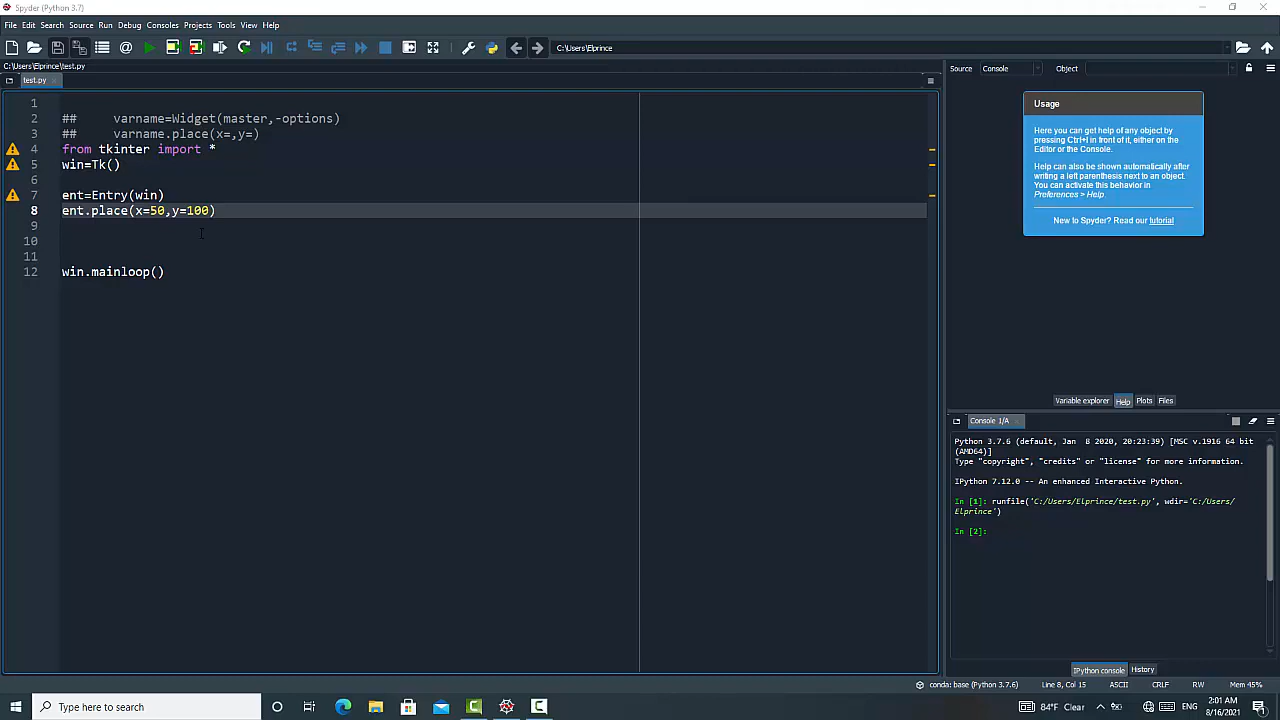 Spyder (Python 3.7)
File Edit Search Source Run Debug Consoles Projects Tools View Help
C:\Users\Elprince
C:\Users\Elprince\test.py
test.py
1
2 ## varname=Widget(master,-options)
3 ## varname.place(x=,y=)
4 from tkinter import *
5 win=Tk()
6
7 ent=Entry(win)
8 ent.place(x=50,y=100)
9
10
11
12 win.mainloop()
Source Console Object
Usage
Here you can get help of any object by
pressing Ctrl+I in front of it, either on the
Editor or the Console.
Help can also be shown automatically after
writing a left parenthesis next to an object.
You can activate this behavior in
Preferences > Help.
New to Spyder? Read our tutorial
Variable explorer Help Plots Files
Console 1/A
Python 3.7.6 (default, Jan 8 2020, 20:23:39) [MSC v.1916 64 bit
(AMD64)]
Type "copyright", "credits" or "license" for more information.
IPython 7.12.0 -- An enhanced Interactive Python.
In [1]: runfile('C:/Users/Elprince/test.py', wdir='C:/Users/
Elprince')
In [2]:
IPython console History
conda: base (Python 3.7.6) Line 8, Col 15 ASCII CRLF RW Mem 45%
Type here to search
84°F Clear ENG 2:01 AM
8/16/2021